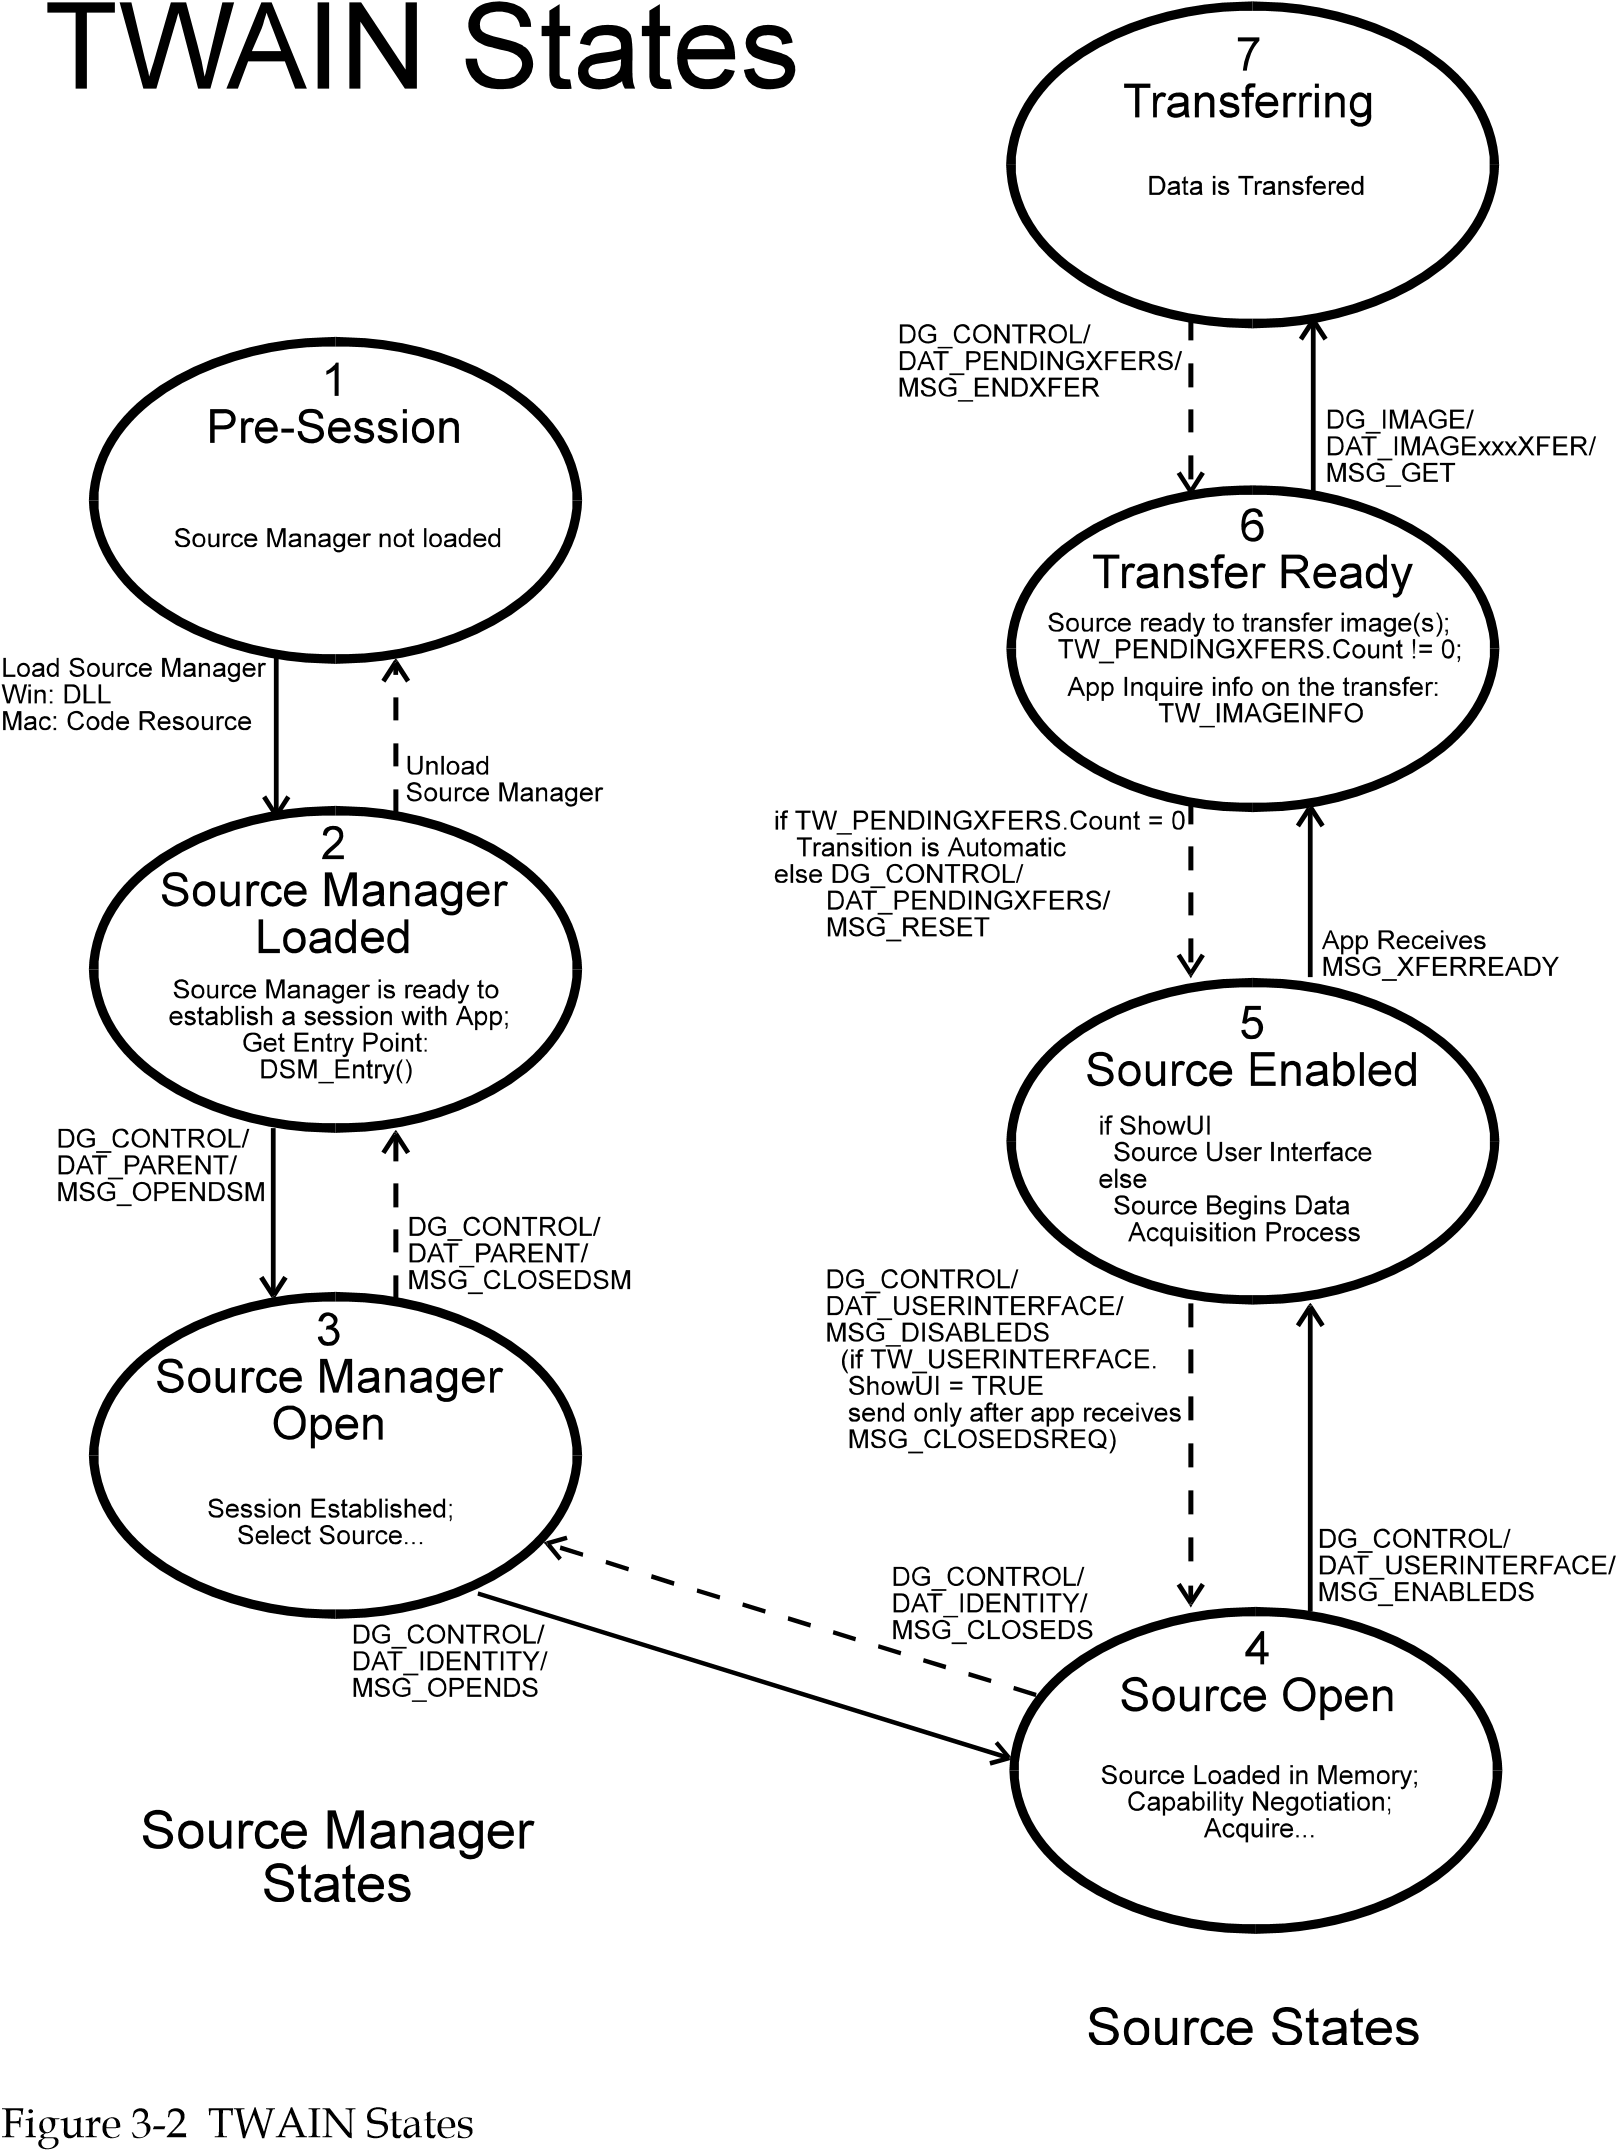 TWAIN States
1
Pre-Session
Source Manager not loaded
Load Source Manager
Win: DLL
Mac: Code Resource
Unload
Source Manager
2
Source Manager
Loaded
Source Manager is ready to
establish a session with App;
Get Entry Point:
DSM_Entry()
DG_CONTROL/
DAT_PARENT/
MSG_OPENDSM
DG_CONTROL/
DAT_PARENT/
MSG_CLOSEDSM
3
Source Manager
Open
Session Established;
Select Source...
DG_CONTROL/
DAT_IDENTITY/
MSG_OPENDS
Source Manager
States
7
Transferring
Data is Transfered
DG_CONTROL/
DAT_PENDINGXFERS/
MSG_ENDXFER
DG_IMAGE/
DAT_IMAGExxxXFER/
MSG_GET
6
Transfer Ready
Source ready to transfer image(s);
TW_PENDINGXFERS.Count != 0;
App Inquire info on the transfer:
TW_IMAGEINFO
if TW_PENDINGXFERS.Count = 0
Transition is Automatic
else DG_CONTROL/
DAT_PENDINGXFERS/
MSG_RESET
App Receives
MSG_XFERREADY
5
Source Enabled
if ShowUI
Source User Interface
else
Source Begins Data
Acquisition Process
DG_CONTROL/
DAT_USERINTERFACE/
MSG_DISABLEDS
(if TW_USERINTERFACE.
ShowUI = TRUE
send only after app receives
MSG_CLOSEDSREQ)
DG_CONTROL/
DAT_USERINTERFACE/
MSG_ENABLEDS
DG_CONTROL/
DAT_IDENTITY/
MSG_CLOSEDS
4
Source Open
Source Loaded in Memory;
Capability Negotiation;
Acquire...
Source States
Figure 3-2 TWAIN States